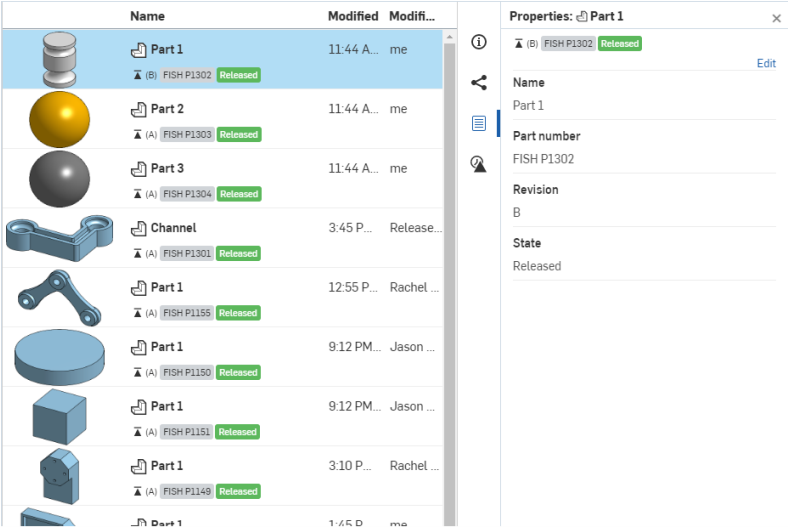 Name Modified Modifi...
Part 1 11:44 A... me
(B) FISH P1302 Released
Part 2 11:44 A... me
(A) FISH P1303 Released
Part 3 11:44 A... me
(A) FISH P1304 Released
Channel 3:45 P... Release...
(A) FISH P1301 Released
Part 1 12:55 P... Rachel ...
(A) FISH P1155 Released
Part 1 9:12 PM... Jason ...
(A) FISH P1150 Released
Part 1 9:12 PM... Jason ...
(A) FISH P1151 Released
Part 1 3:10 P... Rachel ...
(A) FISH P1149 Released
Part 1 1:45 P... me
Properties: Part 1
(B) FISH P1302 Released
Edit
Name
Part 1
Part number
FISH P1302
Revision
B
State
Released